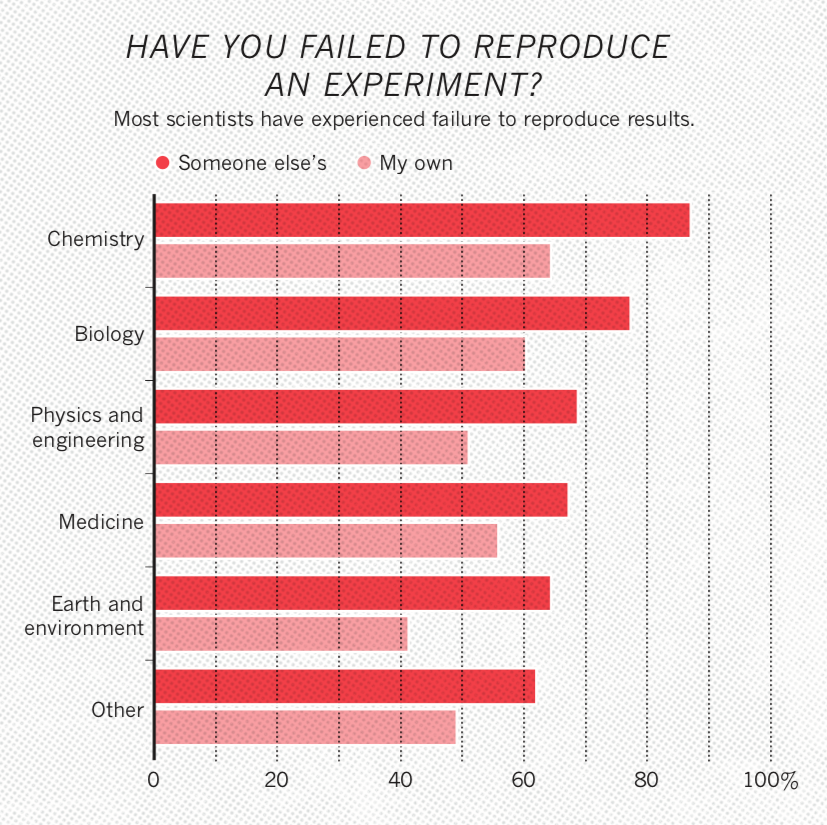 HAVE YOU FAILED TO REPRODUCE
AN EXPERIMENT?
Most scientists have experienced failure to reproduce results.
Someone else’s
My own
Chemistry
Biology
Physics and
engineering
Medicine
Earth and
environment
Other
0 20 40 60 80 100%